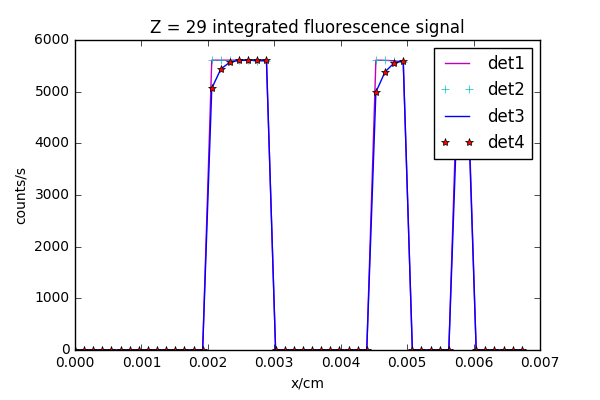 Z = 29 integrated fluorescence signal
6000
5000
4000
3000
2000
1000
0
counts/s
det1
det2
det3
det4
0.000 0.001 0.002 0.003 0.004 0.005 0.006 0.007
x/cm